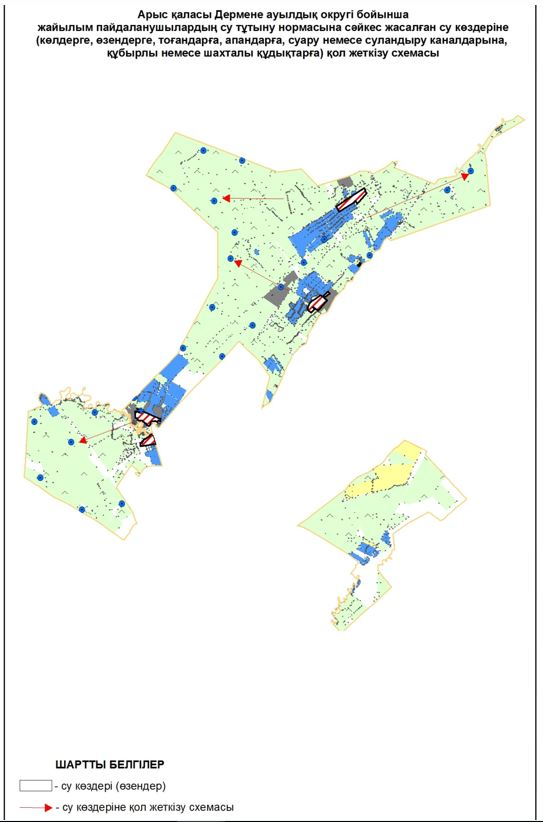 Арыс қаласы Дермене ауылдық округі бойынша
жайылым пайдаланушылардың су тұтыну нормасына сәйкес жасалған су көздеріне
(көлдерге, өзендерге, тоғандарға, апандарға, суару немесе суландыру каналдарына,
құбырлы немесе шахталы құдықтарға) қол жеткізу схемасы
ШАРТТЫ БЕЛГІЛЕР
- су көздері (өзендер)
- су көздеріне қол жеткізу схемасы